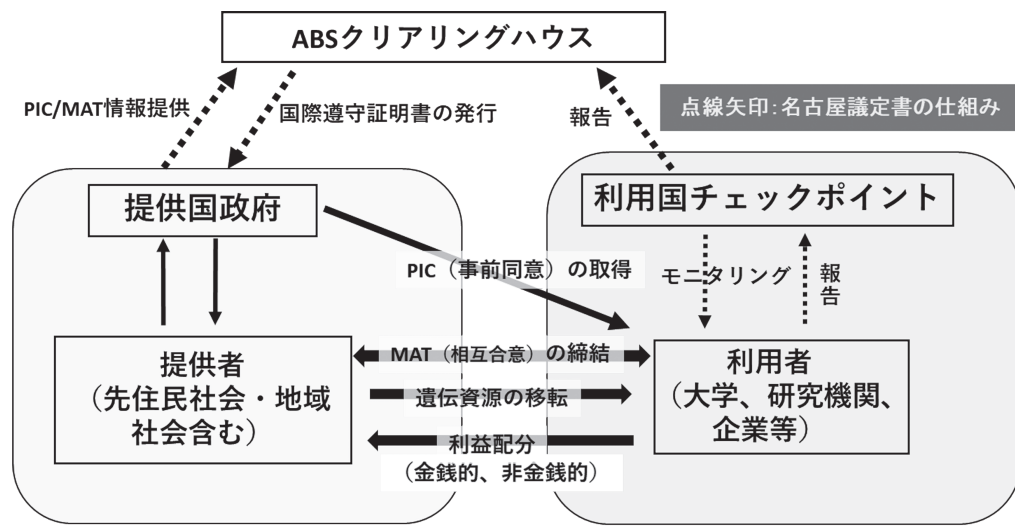 ABSクリアリングハウス
PIC/MAT情報提供
国際遵守証明書の発行
報告
点線矢印:名古屋議定書の仕組み
提供国政府
利用国チェックポイント
PIC（事前同意）の取得
モニタリング
報告
提供者
（先住民社会・地域
社会含む）
MAT（相互合意）の締結
遺伝資源の移転
利益配分
（金銭的、非金銭的）
利用者
（大学、研究機関、
企業等）